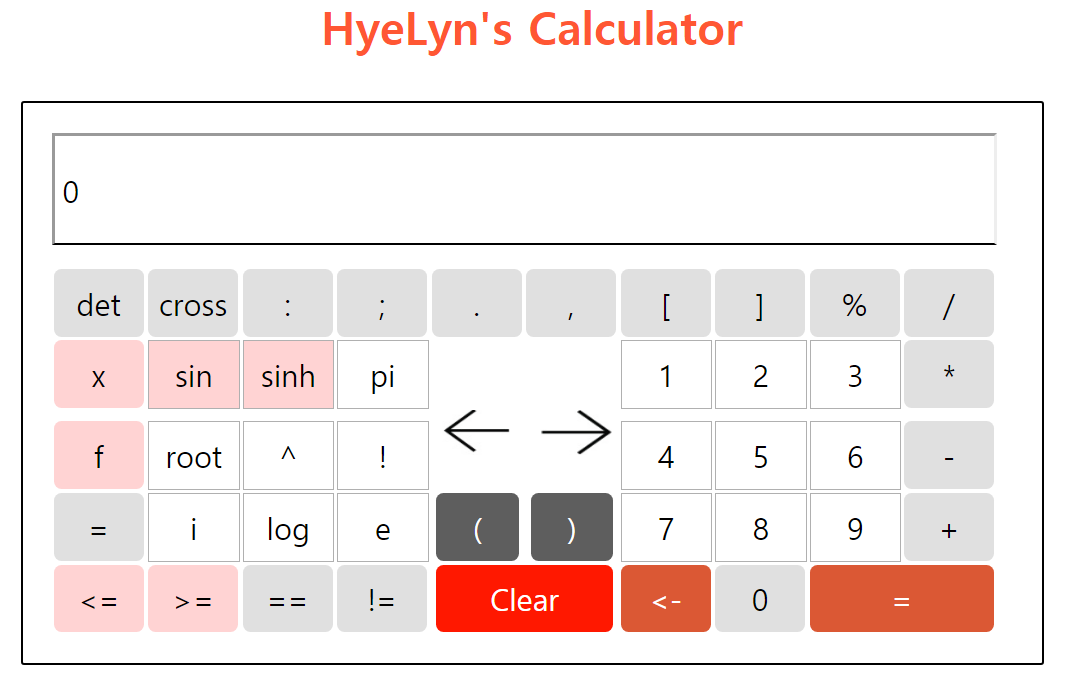 HyeLyn's Calculator
0
det cross : ; . , [ ] % /
x sin sinh pi 1 2 3 *
f root ^ ! 4 5 6 -
= i log e ( ) 7 8 9 +
<= >= == != Clear <- 0 =